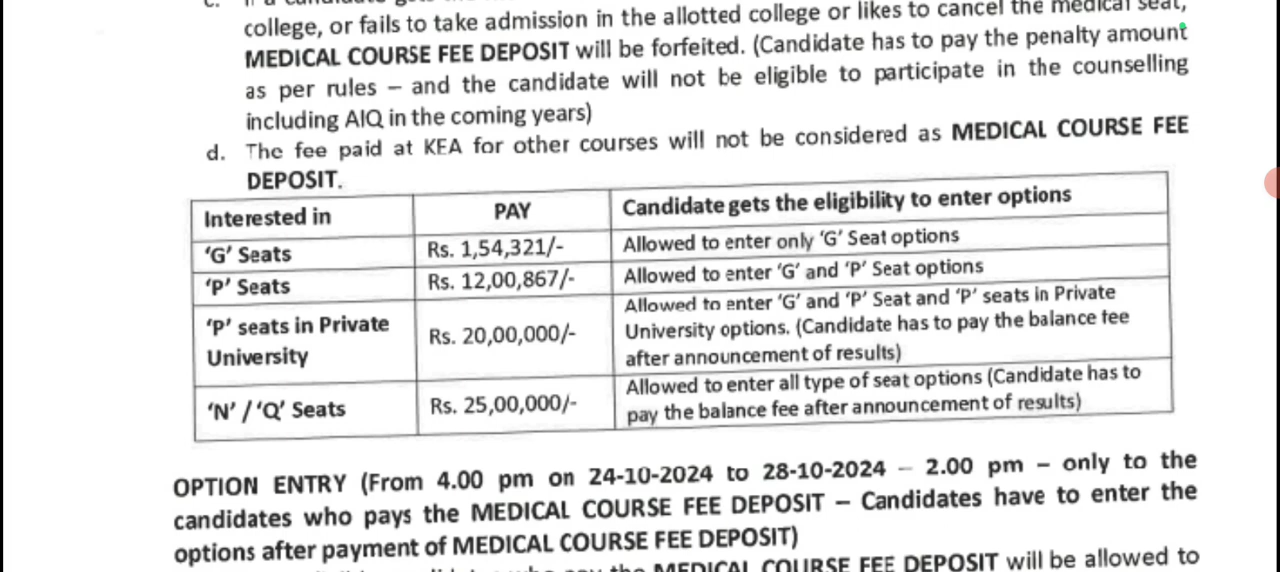 college, or fails to take admission in the allotted college or likes to cancel the medical seat,
MEDICAL COURSE FEE DEPOSIT will be forfeited. (Candidate has to pay the penalty amount
as per rules – and the candidate will not be eligible to participate in the counselling
including AIQ in the coming years)
d. The fee paid at KEA for other courses will not be considered as MEDICAL COURSE FEE
DEPOSIT.
Interested in PAY Candidate gets the eligibility to enter options
'G' Seats Rs. 1,54,321/- Allowed to enter only 'G' Seat options
'P' Seats Rs. 12,00,867/- Allowed to enter 'G' and 'P' Seat options
'P' seats in Private
University
Rs. 20,00,000/-
Allowed to enter 'G' and 'P' Seat and 'P' seats in Private
University options. (Candidate has to pay the balance fee
after announcement of results)
'N' / 'Q' Seats
Rs. 25,00,000/-
Allowed to enter all type of seat options (Candidate has to
pay the balance fee after announcement of results)
OPTION ENTRY (From 4.00 pm on 24-10-2024 to 28-10-2024 – 2.00 pm – only to the
candidates who pays the MEDICAL COURSE FEE DEPOSIT – Candidates have to enter the
options after payment of MEDICAL COURSE FEE DEPOSIT)
MEDICAL COURSE FEE DEPOSIT will be allowed to